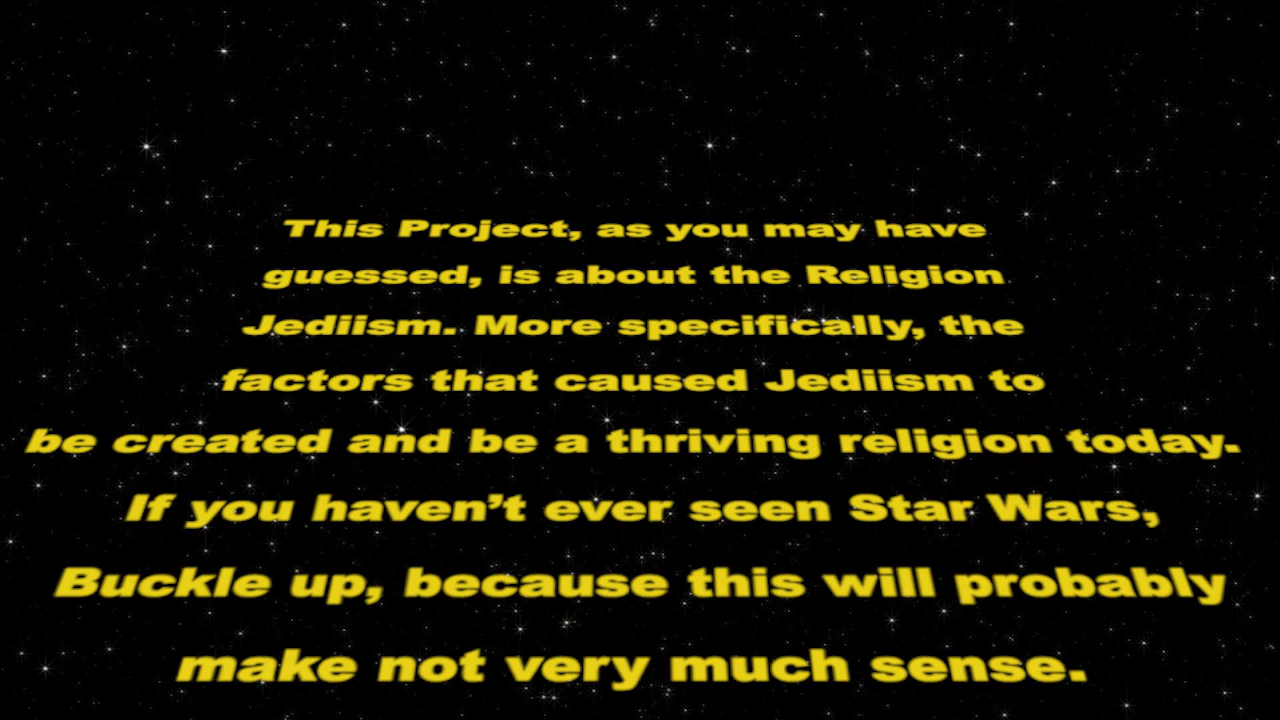 This Project, as you may have
guessed, is about the Religion
Jediism. More specifically, the
factors that caused Jediism to
be created and be a thriving religion today.
If you haven’t ever seen Star Wars,
Buckle up, because this will probably
make not very much sense.